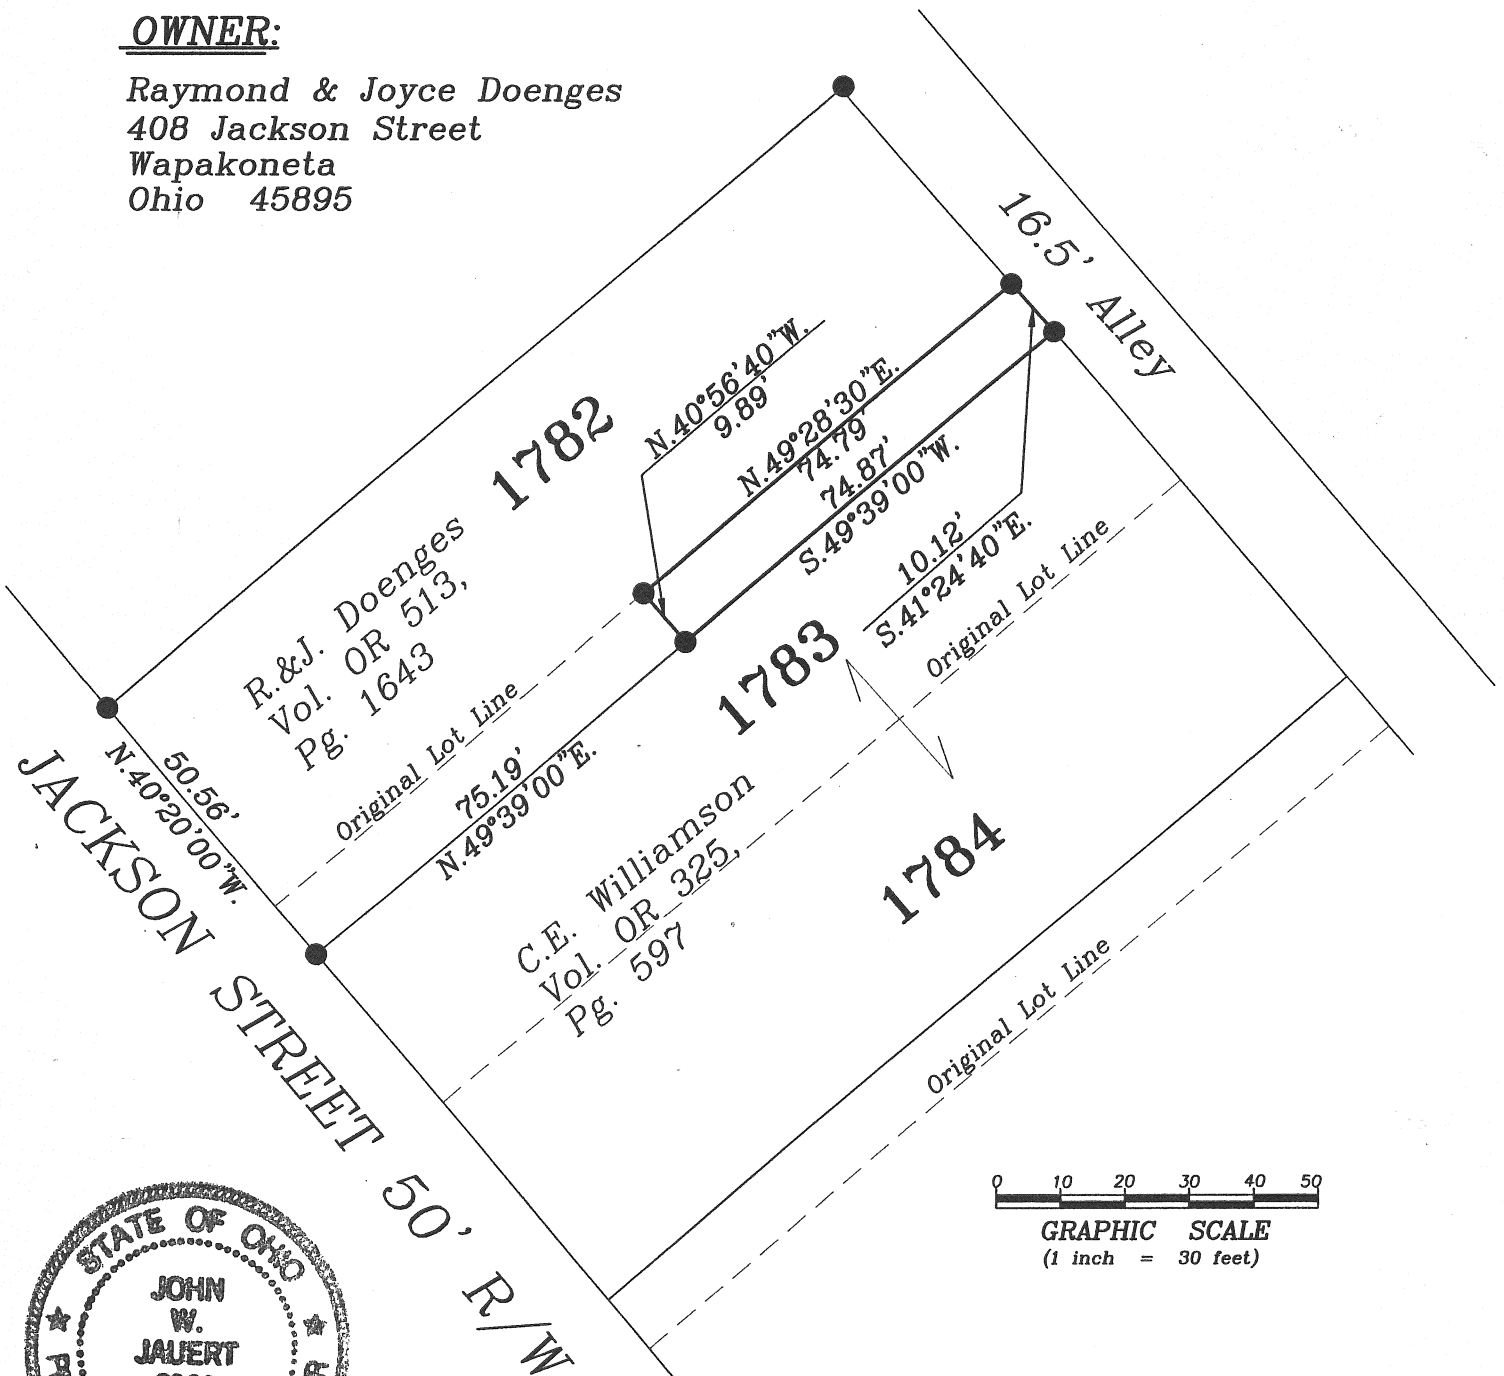 OWNER:
Raymond & Joyce Doenges
408 Jackson Street
Wapakoneta
Ohio 45895
16.5' Alley
N.40°56'40"W.
9.89'
N.49°28'30"E.
74.79'
74.87'
S.49°39'00"W.
1782
R.&J. Doenges
Vol. OR 513,
Pg. 1643
10.12'
S.41°24'40"E.
Original Lot Line
Original Lot Line
1783
75.19'
N.49°39'00"E.
50.56'
N.40°20'00"W.
C.E. Williamson
Vol. OR 325,
Pg. 597
1784
Original Lot Line
JACKSON STREET 50' R/W
0 10 20 30 40 50
GRAPHIC SCALE
(1 inch = 30 feet)
STATE OF OHIO
JOHN
W.
JAUERT